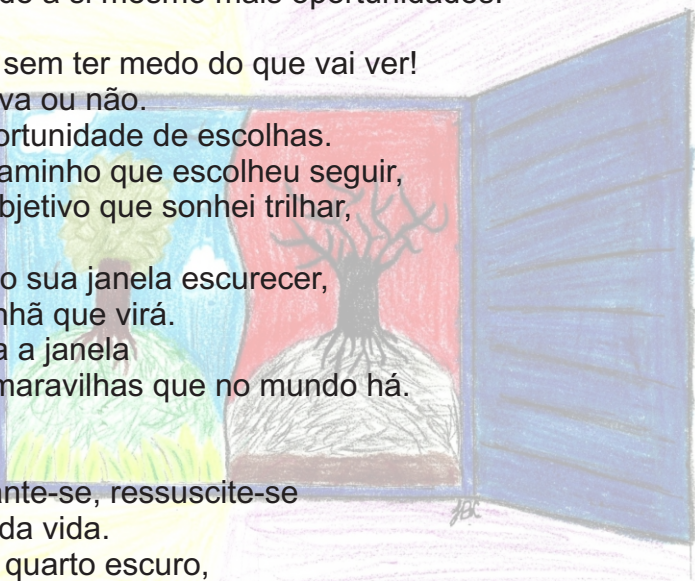 do a si mesmo mais oportunidades.
sem ter medo do que vai ver!
va ou não.
ortunidade de escolhas.
aminho que escolheu seguir,
bjetivo que sonhei trilhar,
o sua janela escurecer,
nhã que virá.
a a janela
maravilhas que no mundo há.
ante-se, ressuscite-se
da vida.
quarto escuro,